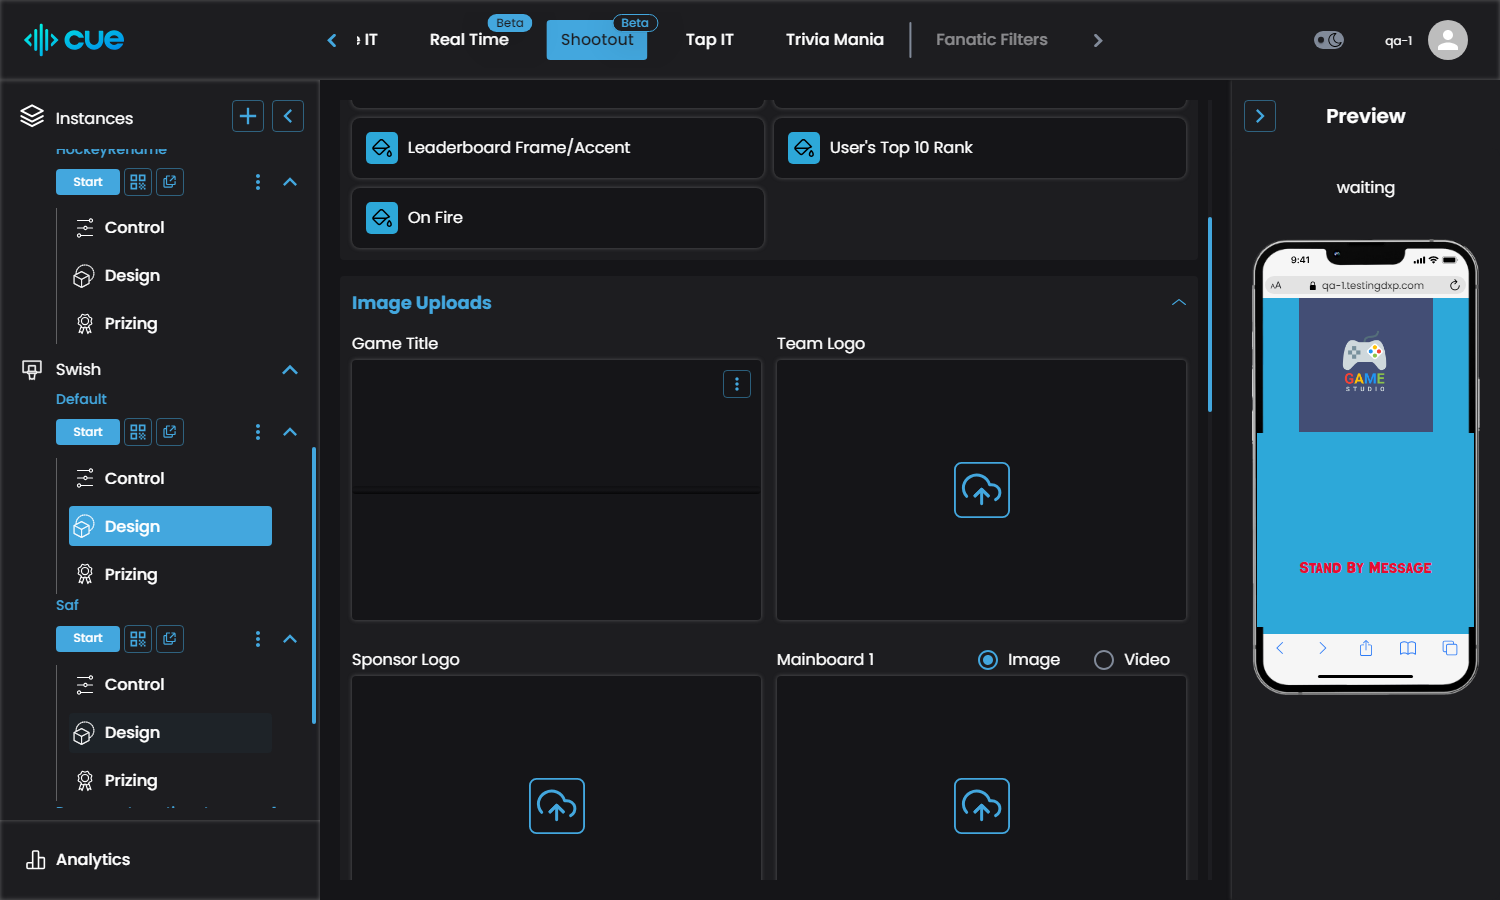 cue
IT
Real Time
Beta
Shootout
Beta
Tap IT
Trivia Mania
Fanatic Filters
qa-1
Instances
HockeyRename
Start
Control
Design
Prizing
Swish
Default
Start
Control
Design
Prizing
Saf
Start
Control
Design
Prizing
Analytics
Leaderboard Frame/Accent
User's Top 10 Rank
On Fire
Image Uploads
Game Title
Team Logo
Sponsor Logo
Mainboard 1
Image
Video
Preview
waiting
9:41
AA
qa-1.testingdxp.com
GAME
STUDIO
Stand By Message